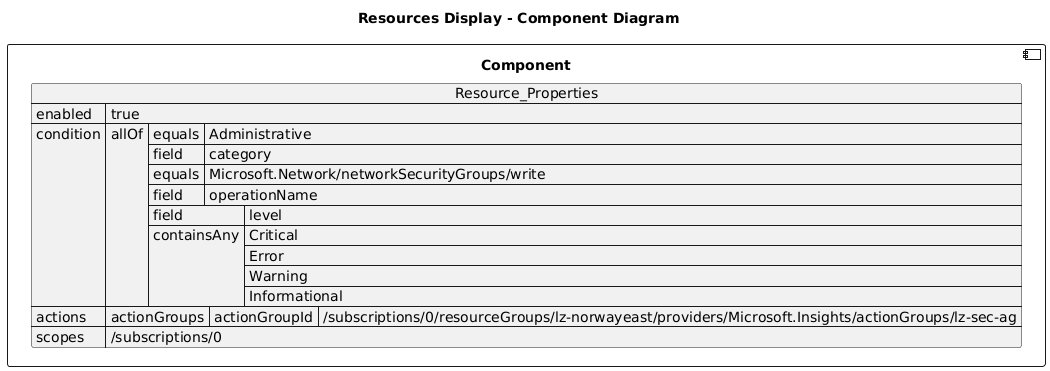 Resources Display - Component Diagram
Component
Resource_Properties
enabled true
condition allOf equals Administrative
field category
equals Microsoft.Network/networkSecurityGroups/write
field operationName
field level
containsAny Critical
Error
Warning
Informational
actions actionGroups actionGroupId /subscriptions/0/resourceGroups/lz-norwayeast/providers/Microsoft.Insights/actionGroups/lz-sec-ag
scopes /subscriptions/0